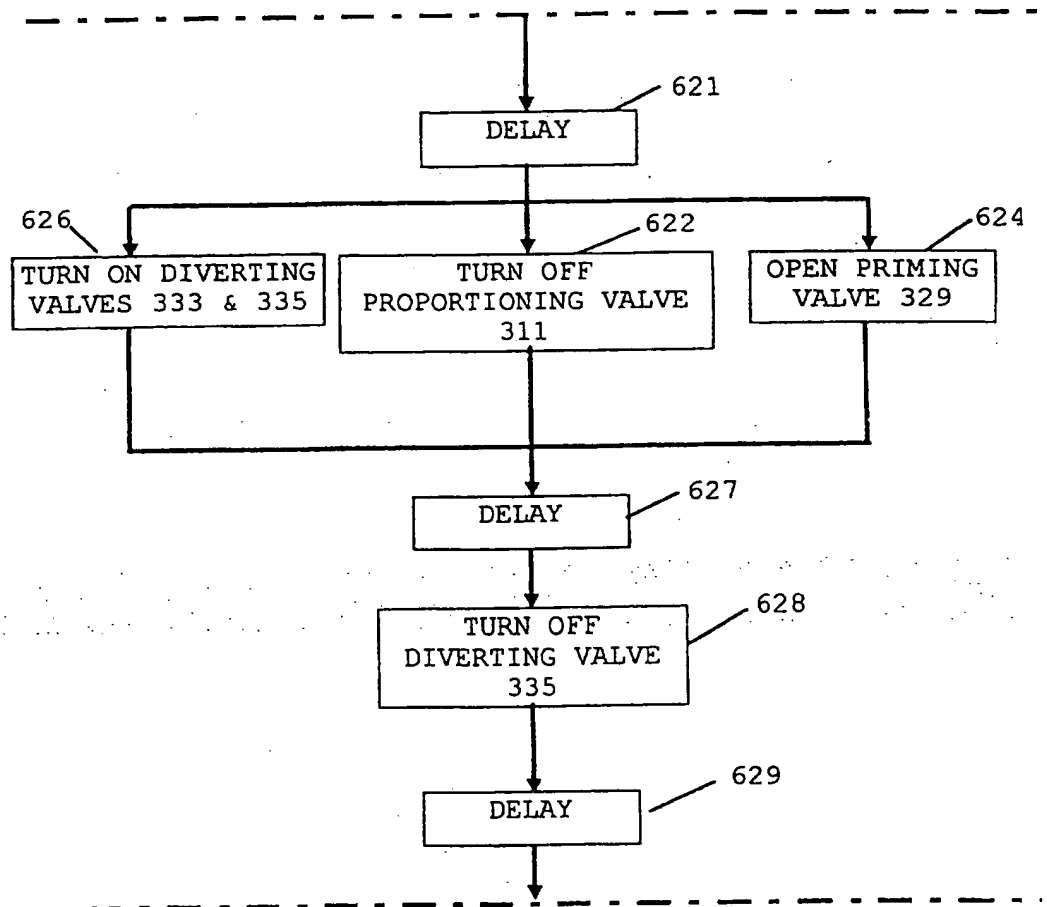 621
DELAY
626
622
624
TURN ON DIVERTING
VALVES 333 & 335
TURN OFF
PROPORTIONING VALVE
311
OPEN PRIMING
VALVE 329
627
DELAY
628
TURN OFF
DIVERTING VALVE
335
629
DELAY